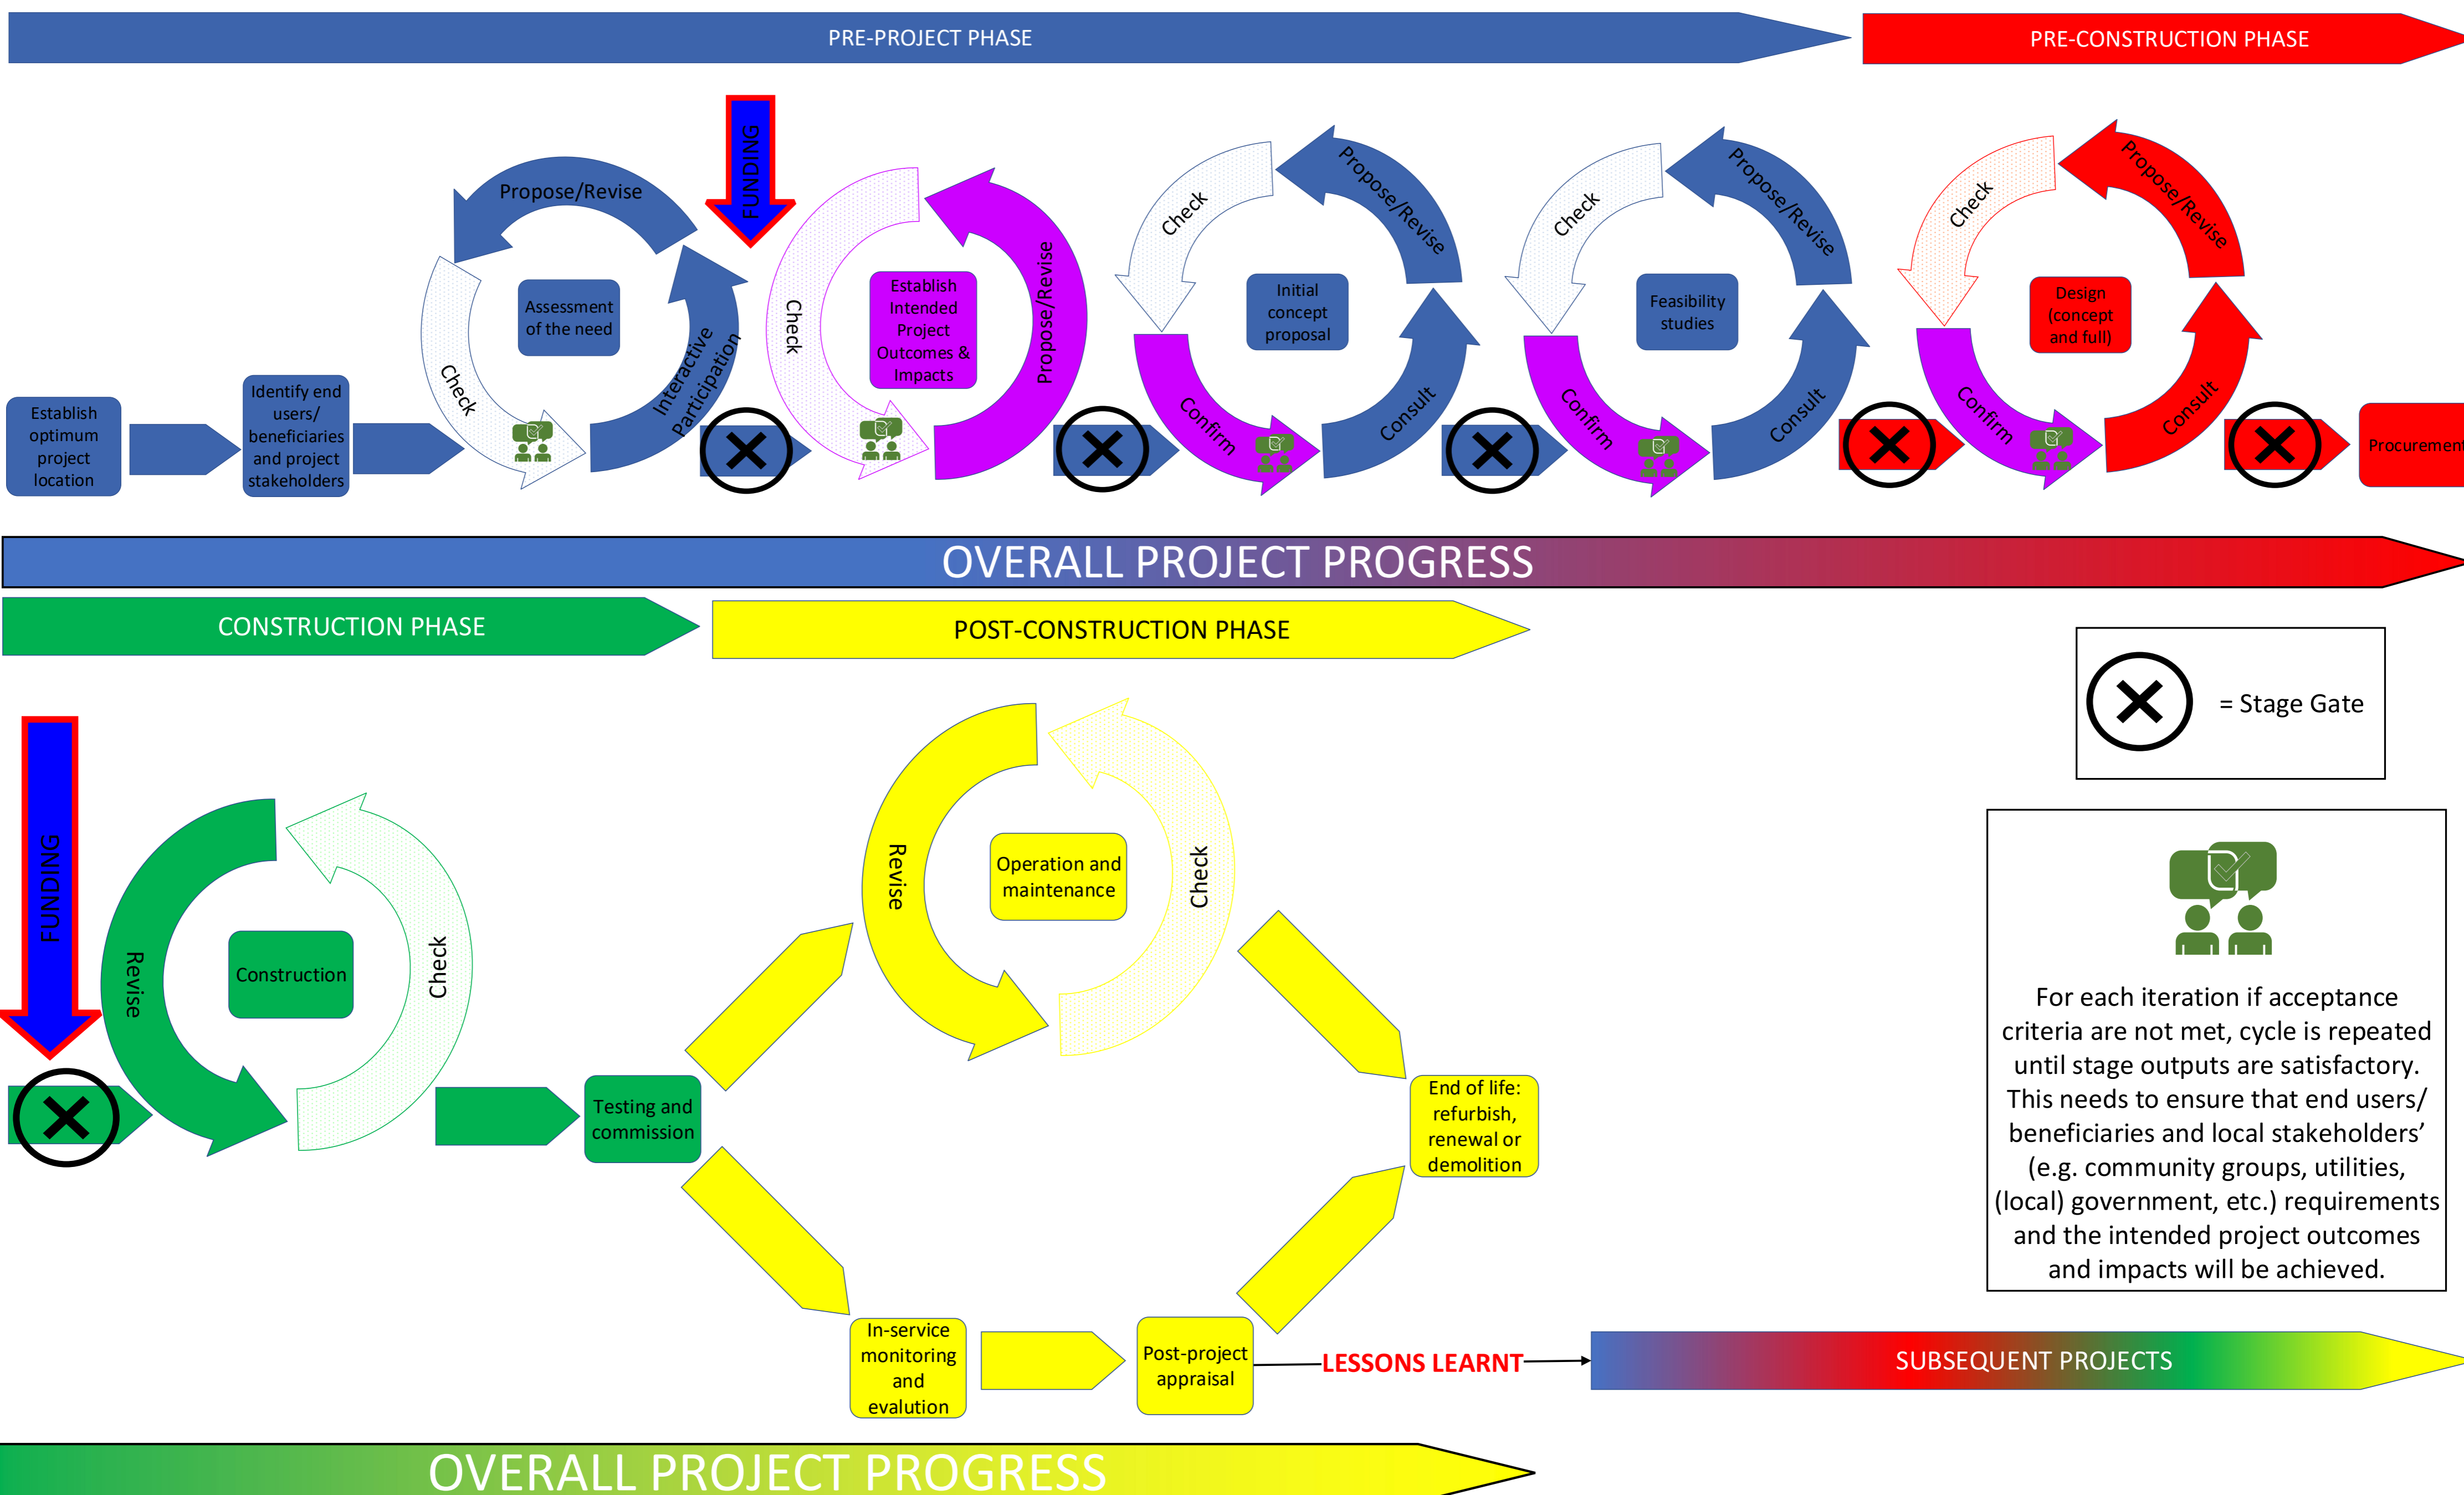 PRE-PROJECT PHASE
PRE-CONSTRUCTION PHASE
Establish
optimum
project
location
Identify end
users/
beneficiaries
and project
stakeholders
Propose/Revise
Assessment
of the need
Check
Interactive
Participation
FUNDING
Check
Establish
Intended
Project
Outcomes &
Impacts
Propose/Revise
Check
Propose/Revise
Initial
concept
proposal
Confirm
Consult
Check
Propose/Revise
Feasibility
studies
Confirm
Consult
Check
Propose/Revise
Design
(concept
and full)
Confirm
Consult
Procurement
OVERALL PROJECT PROGRESS
CONSTRUCTION PHASE
POST-CONSTRUCTION PHASE
FUNDING
Revise
Construction
Check
Testing and
commission
Revise
Operation and
maintenance
Check
End of life:
refurbish,
renewal or
demolition
In-service
monitoring
and
evalution
Post-project
appraisal
LESSONS LEARNT
SUBSEQUENT PROJECTS
= Stage Gate
For each iteration if acceptance
criteria are not met, cycle is repeated
until stage outputs are satisfactory.
This needs to ensure that end users/
beneficiaries and local stakeholders’
(e.g. community groups, utilities,
(local) government, etc.) requirements
and the intended project outcomes
and impacts will be achieved.
OVERALL PROJECT PROGRESS